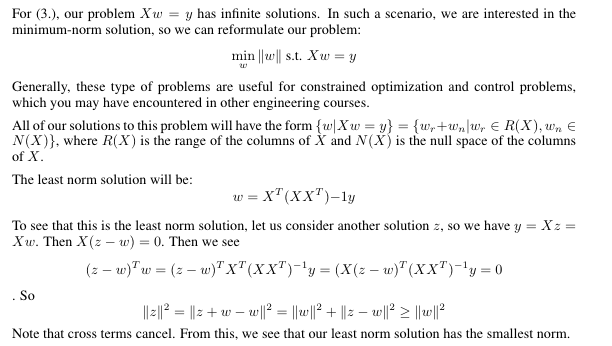 For (3.), our problem Xw = y has infinite solutions. In such a scenario, we are interested in the
minimum-norm solution, so we can reformulate our problem:
min_w ‖w‖ s.t. Xw = y
Generally, these type of problems are useful for constrained optimization and control problems,
which you may have encountered in other engineering courses.
All of our solutions to this problem will have the form {w|Xw = y} = {w_r+w_n|w_r ∈ R(X), w_n ∈
N(X)}, where R(X) is the range of the columns of X and N(X) is the null space of the columns
of X.
The least norm solution will be:
w = X^T(XX^T)−1y
To see that this is the least norm solution, let us consider another solution z, so we have y = Xz =
Xw. Then X(z − w) = 0. Then we see
(z − w)^T w = (z − w)^T X^T(XX^T)^{−1}y = (X(z − w)^T(XX^T)^{−1}y = 0
. So
‖z‖² = ‖z + w − w‖² = ‖w‖² + ‖z − w‖² ≥ ‖w‖²
Note that cross terms cancel. From this, we see that our least norm solution has the smallest norm.